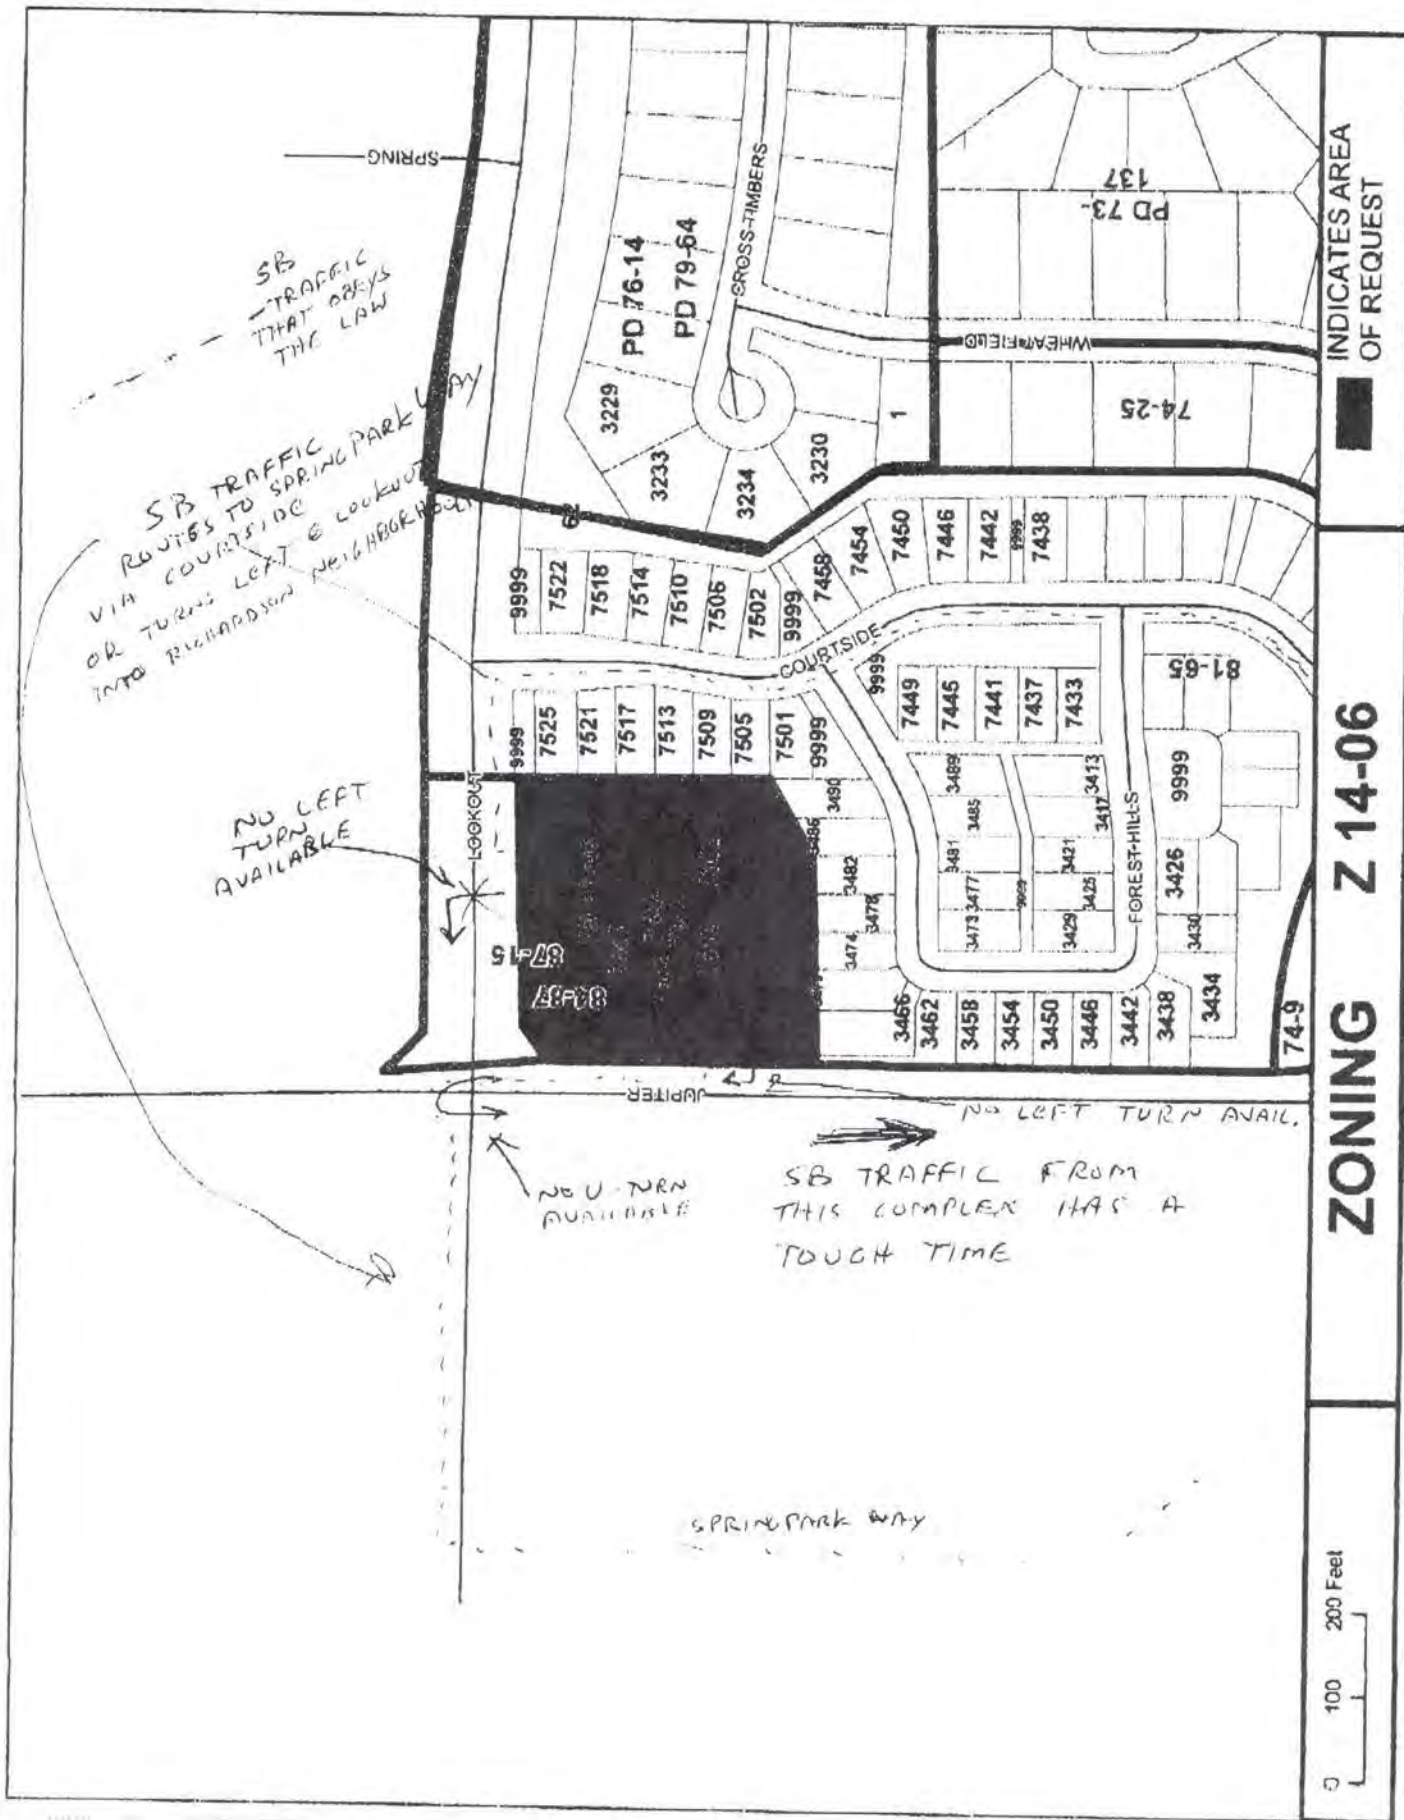 SPRING
SB
TRAFFIC
THAT OBEYS
THE LAW
SB TRAFFIC
ROUTES TO SPRING PARK WAY
VIA COURTSIDE
OR TURNS LEFT @ LOOKOUT
INTO RICHARDSON NEIGHBORHOOD
NO LEFT
TURN
AVAILABLE
LOOKOUT
PD 76-14
PD 79-64
CROSS-TIMBERS
PD 73-
137
WHEATFIELD
74-25
3229
3233
3234
3230
1
29
9999
7522
7518
7514
7510
7506
7502
9999
7458
7454
7450
7446
7442
9999
7438
COURTSIDE
9999
7525
7521
7517
7513
7509
7505
7501
9999
9999
7449
7445
7441
7437
7433
81-65
3490
3486
3482
3478
3474
3489
3485
3481
3477
3473
9999
3413
3417
3421
3425
3429
FOREST-HILLS
9999
3426
3430
3434
3466
3462
3458
3454
3450
3446
3442
3438
74-9
87-15
84-87
JUPITER
NO LEFT TURN AVAIL.
NO U-TURN
AVAILABLE
SB TRAFFIC FROM
THIS COMPLEX HAS A
TOUGH TIME
SPRINGPARK WAY
INDICATES AREA
OF REQUEST
ZONING Z 14-06
0 100 200 Feet